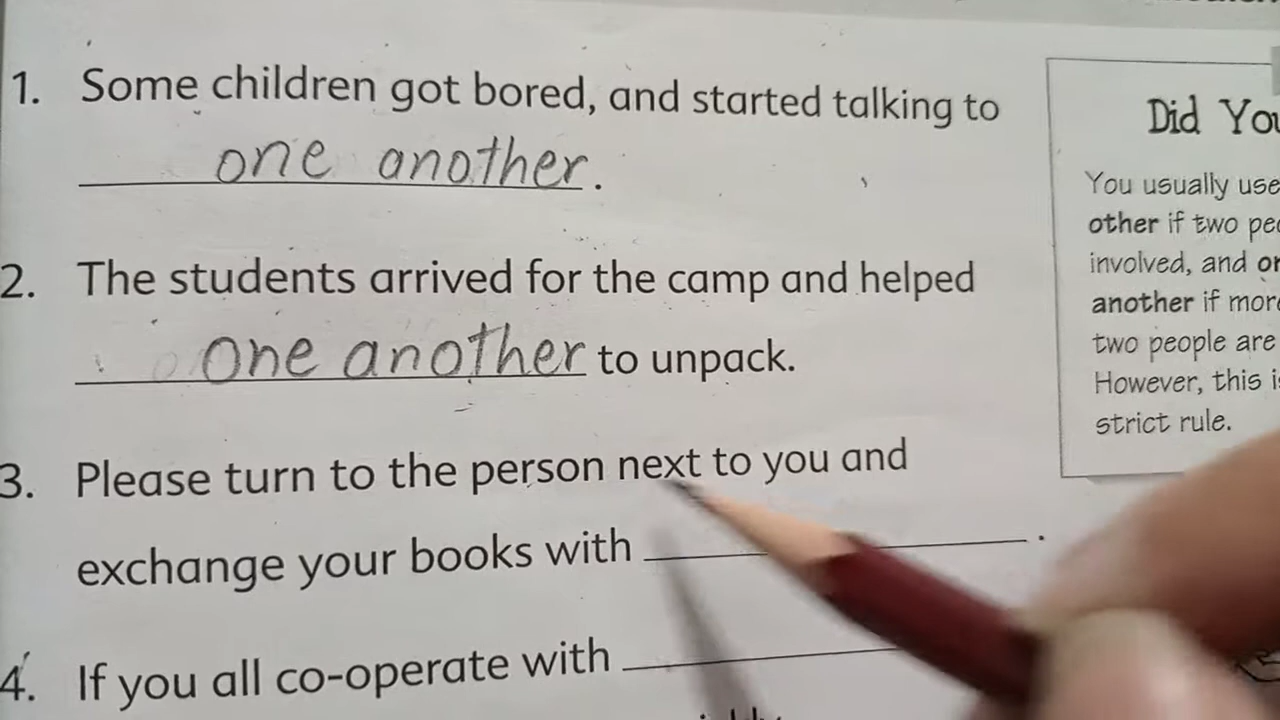 1. Some children got bored, and started talking to
one another.
2. The students arrived for the camp and helped
one another to unpack.
3. Please turn to the person next to you and
exchange your books with .
4. If you all co-operate with
Did You
You usually use
other if two
involved, and
another if
two people are
However, this
strict rule.